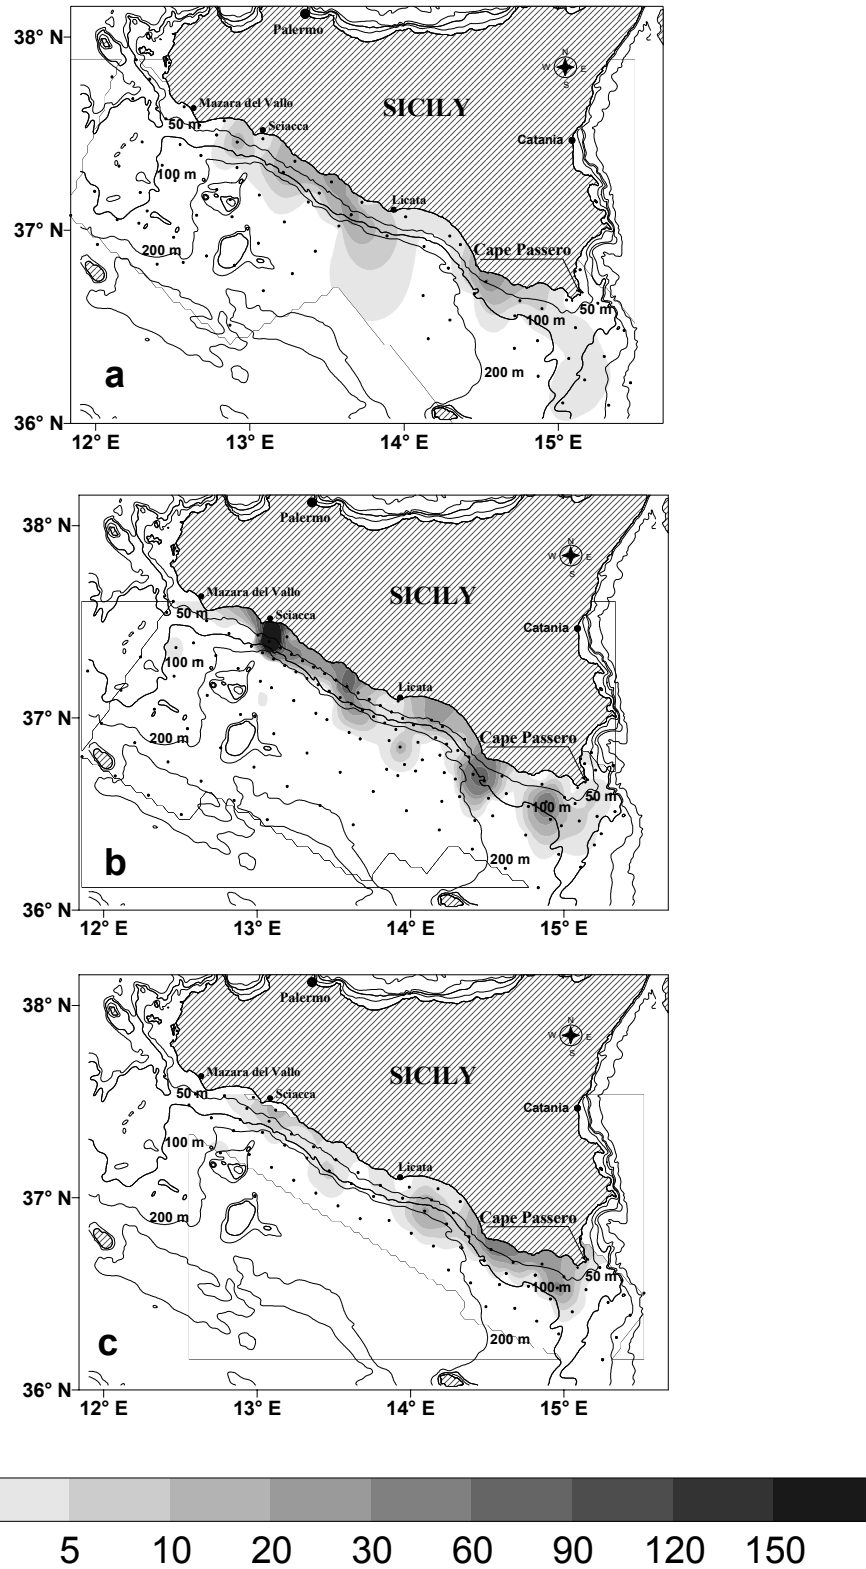 38° N
Palermo
N
W
E
S
Mazara del Vallo
SICILY
50 m
Sciacca
Catania
100 m
Licata
37° N
200 m
Cape Passero
50 m
100 m
200 m
a
36° N
12° E
13° E
14° E
15° E
38° N
Palermo
N
W
E
S
Mazara del Vallo
SICILY
50 m
Sciacca
Catania
100 m
Licata
37° N
200 m
Cape Passero
50 m
100 m
200 m
b
36° N
12° E
13° E
14° E
15° E
38° N
Palermo
N
W
E
S
Mazara del Vallo
SICILY
50 m
Sciacca
Catania
100 m
Licata
37° N
200 m
Cape Passero
50 m
100 m
200 m
c
36° N
12° E
13° E
14° E
15° E
5 10 20 30 60 90 120 150